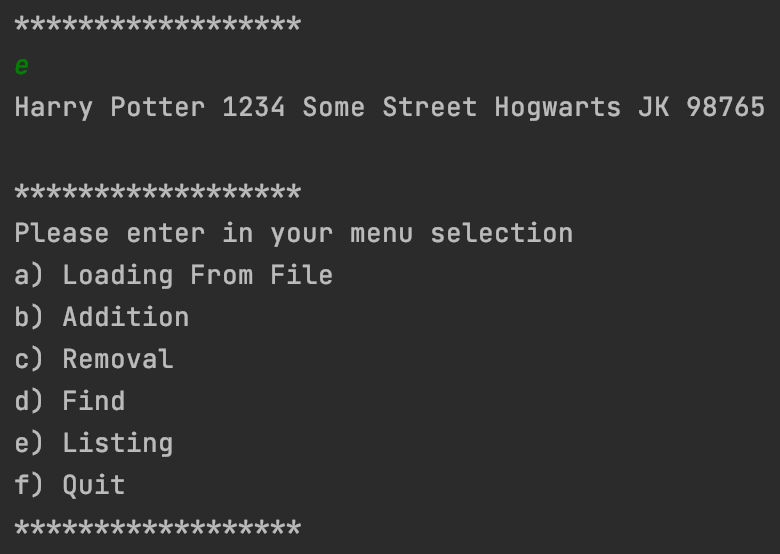 ******************
e
Harry Potter 1234 Some Street Hogwarts JK 98765
******************
Please enter in your menu selection
a) Loading From File
b) Addition
c) Removal
d) Find
e) Listing
f) Quit
******************